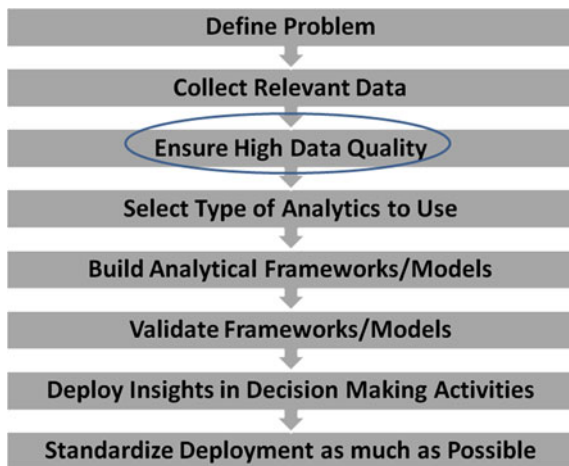 Define Problem
Collect Relevant Data
Ensure High Data Quality
Select Type of Analytics to Use
Build Analytical Frameworks/Models
Validate Frameworks/Models
Deploy Insights in Decision Making Activities
Standardize Deployment as much as Possible